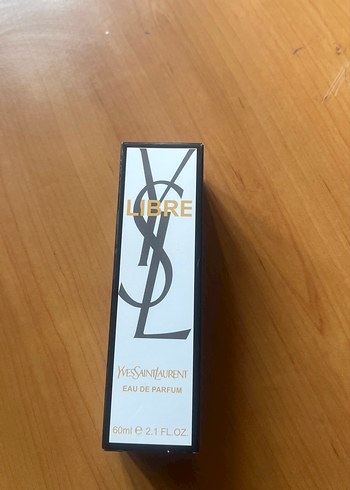 YSL
LIBRE
YVESSAINTLAURENT
EAU DE PARFUM
60ml ℮ 2.1 FL.OZ.